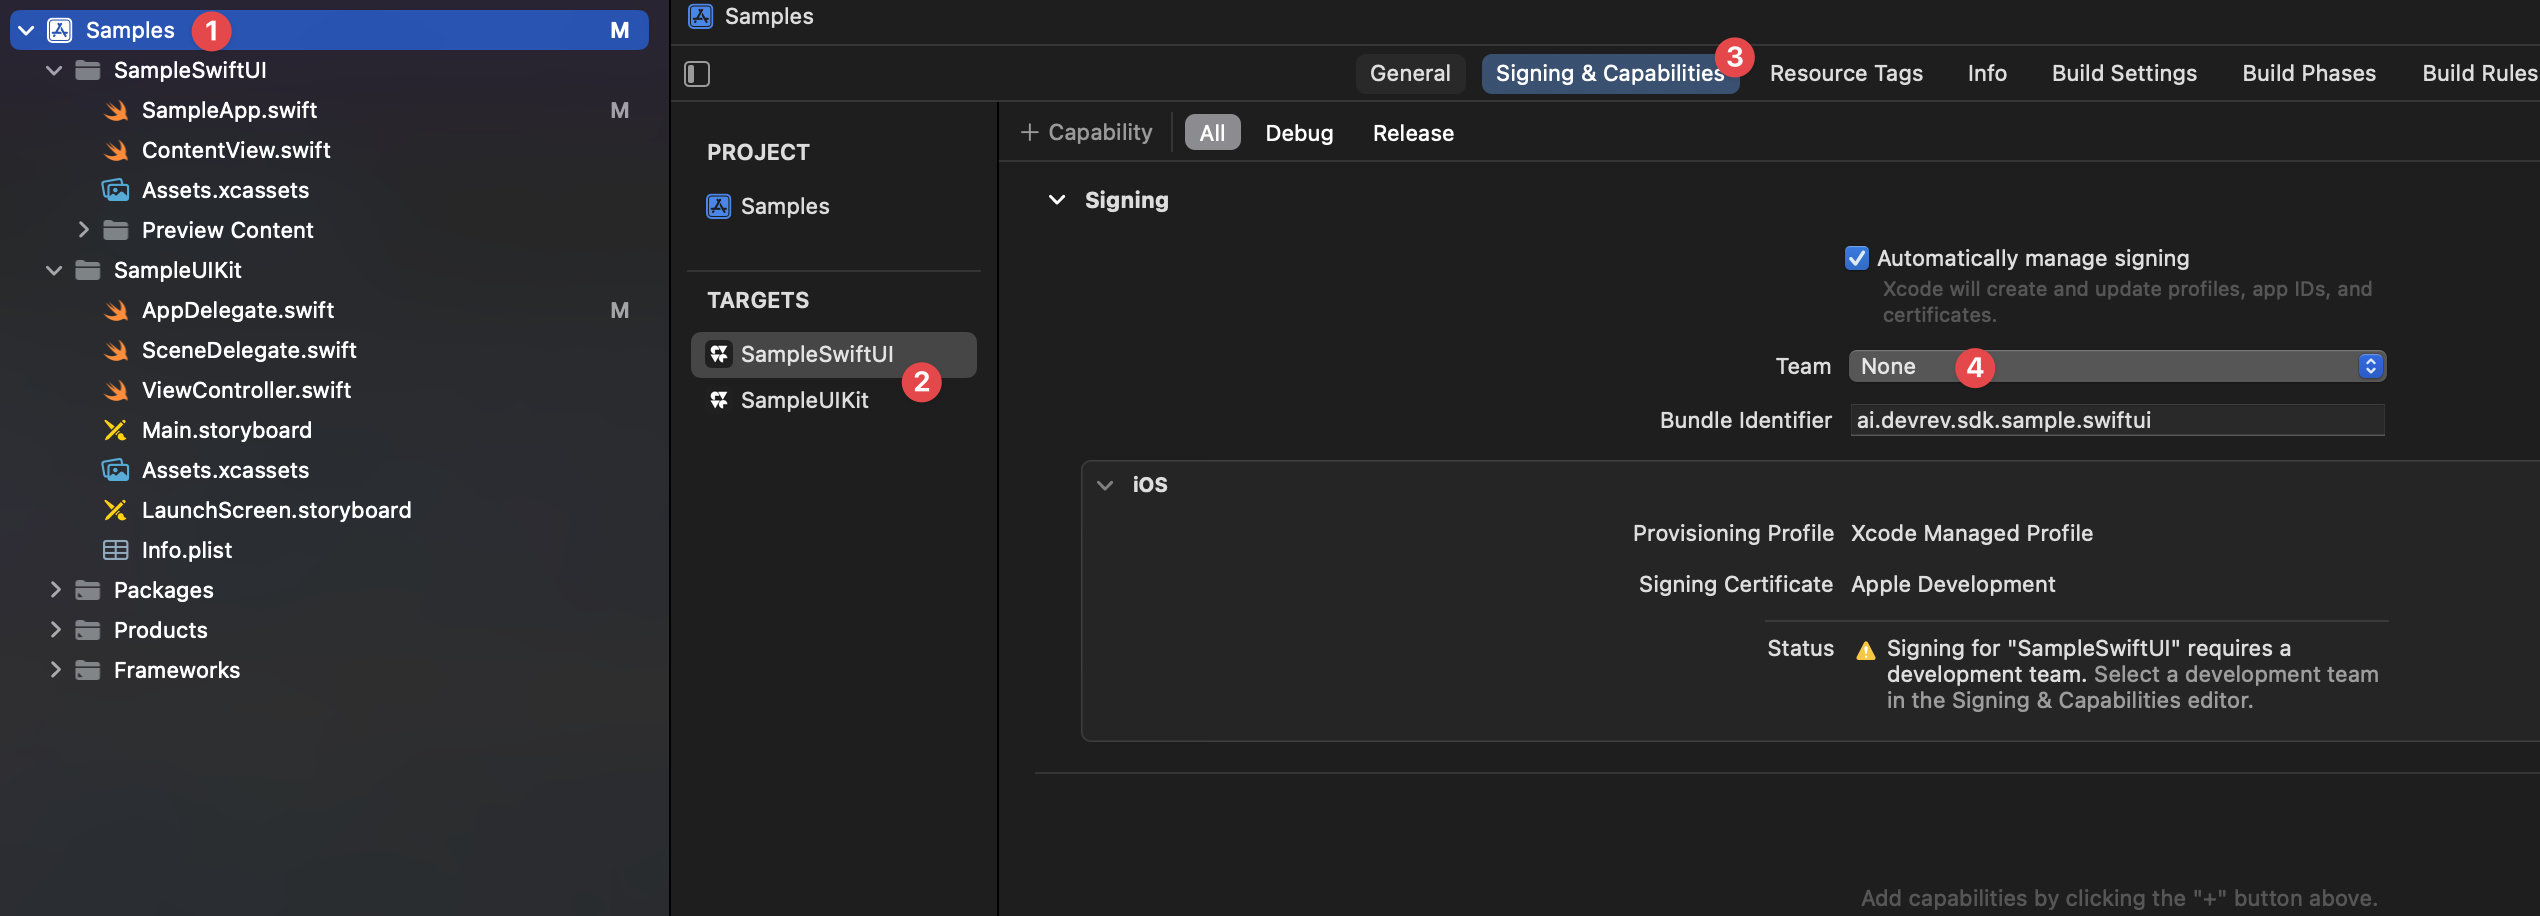 Samples 1 M
SampleSwiftUI
SampleApp.swift M
ContentView.swift
Assets.xcassets
Preview Content
SampleUIKit
AppDelegate.swift M
SceneDelegate.swift
ViewController.swift
Main.storyboard
Assets.xcassets
LaunchScreen.storyboard
Info.plist
Packages
Products
Frameworks
Samples
General Signing & Capabilities 3 Resource Tags Info Build Settings Build Phases Build Rules
PROJECT
Samples
TARGETS
SampleSwiftUI
2
SampleUIKit
+ Capability All Debug Release
Signing
Automatically manage signing
Xcode will create and update profiles, app IDs, and
certificates.
Team None 4
Bundle Identifier ai.devrev.sdk.sample.swiftui
iOS
Provisioning Profile Xcode Managed Profile
Signing Certificate Apple Development
Status Signing for "SampleSwiftUI" requires a
development team. Select a development team
in the Signing & Capabilities editor.
Add capabilities by clicking the "+" button above.